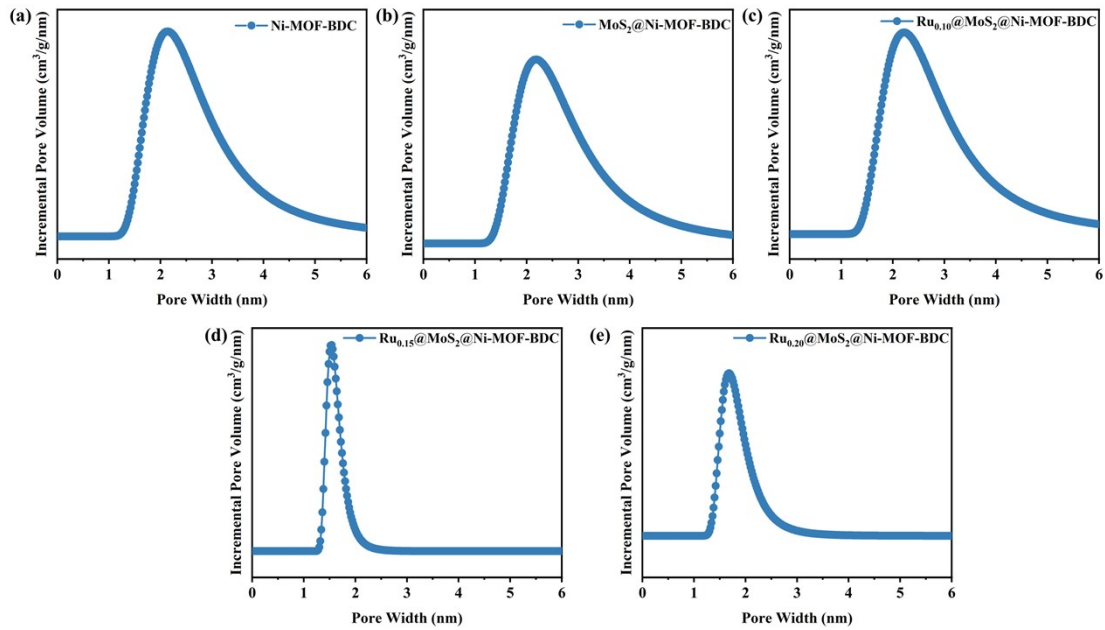 (a)
Ni-MOF-BDC
Incremental Pore Volume (cm³/g/nm)
0 1 2 3 4 5 6
Pore Width (nm)
(b)
MoS₂@Ni-MOF-BDC
Incremental Pore Volume (cm³/g/nm)
0 1 2 3 4 5 6
Pore Width (nm)
(c)
Ru₀.₁₀@MoS₂@Ni-MOF-BDC
Incremental Pore Volume (cm³/g/nm)
0 1 2 3 4 5 6
Pore Width (nm)
(d)
Ru₀.₁₅@MoS₂@Ni-MOF-BDC
Incremental Pore Volume (cm³/g/nm)
0 1 2 3 4 5 6
Pore Width (nm)
(e)
Ru₀.₂₀@MoS₂@Ni-MOF-BDC
Incremental Pore Volume (cm³/g/nm)
0 1 2 3 4 5 6
Pore Width (nm)